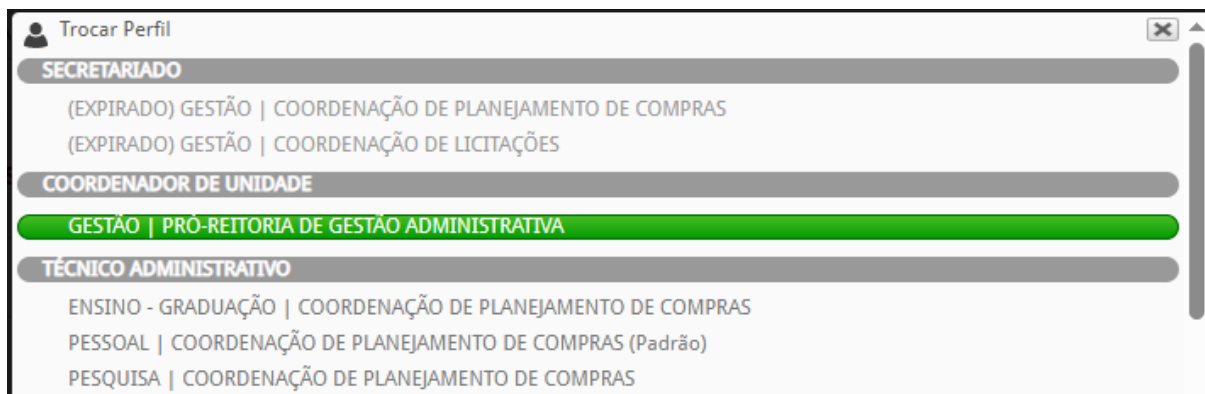 Trocar Perfil
SECRETARIADO
(EXPIRADO) GESTÃO | COORDENAÇÃO DE PLANEJAMENTO DE COMPRAS
(EXPIRADO) GESTÃO | COORDENAÇÃO DE LICITAÇÕES
COORDENADOR DE UNIDADE
GESTÃO | PRÓ-REITORIA DE GESTÃO ADMINISTRATIVA
TÉCNICO ADMINISTRATIVO
ENSINO - GRADUAÇÃO | COORDENAÇÃO DE PLANEJAMENTO DE COMPRAS
PESSOAL | COORDENAÇÃO DE PLANEJAMENTO DE COMPRAS (Padrão)
PESQUISA | COORDENAÇÃO DE PLANEJAMENTO DE COMPRAS